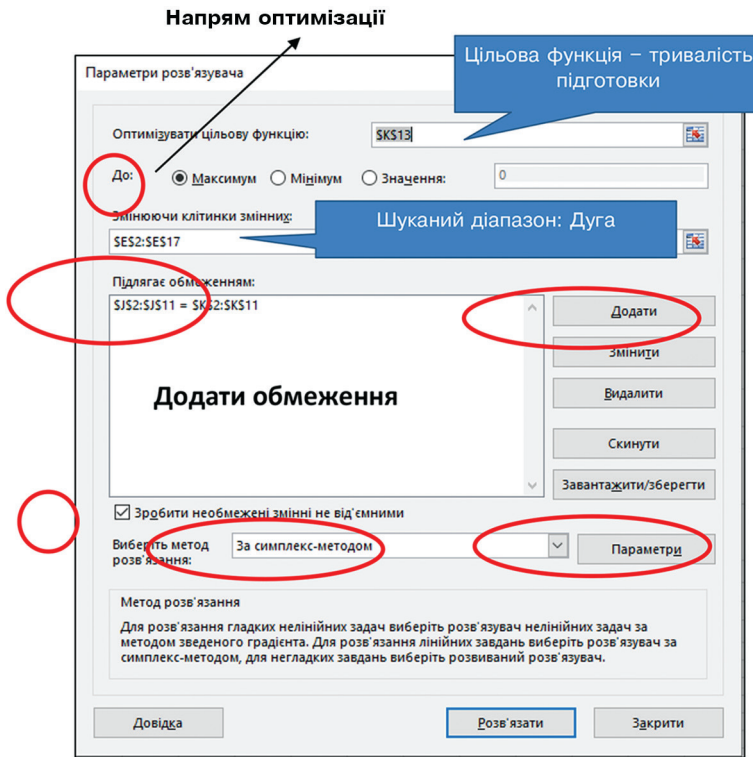 Напрям оптимізації
Цільова функція – тривалість
підготовки
Параметри розв'язувача
Оптимізувати цільову функцію:
$K$13
До:
Максимум
Мінімум
Значення:
0
Змінюючи клітинки змінних:
Шуканий діапазон: Дуга
$E$2:$E$17
Підлягає обмеженням:
$J$2:$J$11 = $K$2:$K$11
Додати
Змінити
Додати обмеження
Видалити
Скинути
Завантажити/зберегти
Зробити необмежені змінні не від'ємними
Виберіть метод
розв'язання:
За симплекс-методом
Параметри
Метод розв'язання
Для розв'язання гладких нелінійних задач виберіть розв'язувач нелінійних задач за
методом зведеного градієнта. Для розв'язання лінійних завдань виберіть розв'язувач за
симплекс-методом, для негладких завдань виберіть розвиваний розв'язувач.
Довідка
Розв'язати
Закрити